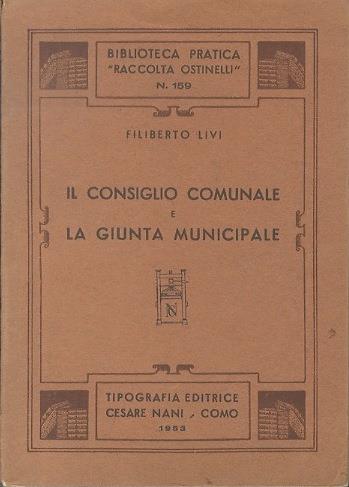 BIBLIOTECA PRATICA
"RACCOLTA OSTINELLI"
N. 159
FILIBERTO LIVI
IL CONSIGLIO COMUNALE
E
LA GIUNTA MUNICIPALE
N
TIPOGRAFIA EDITRICE
CESARE NANI - COMO
1953